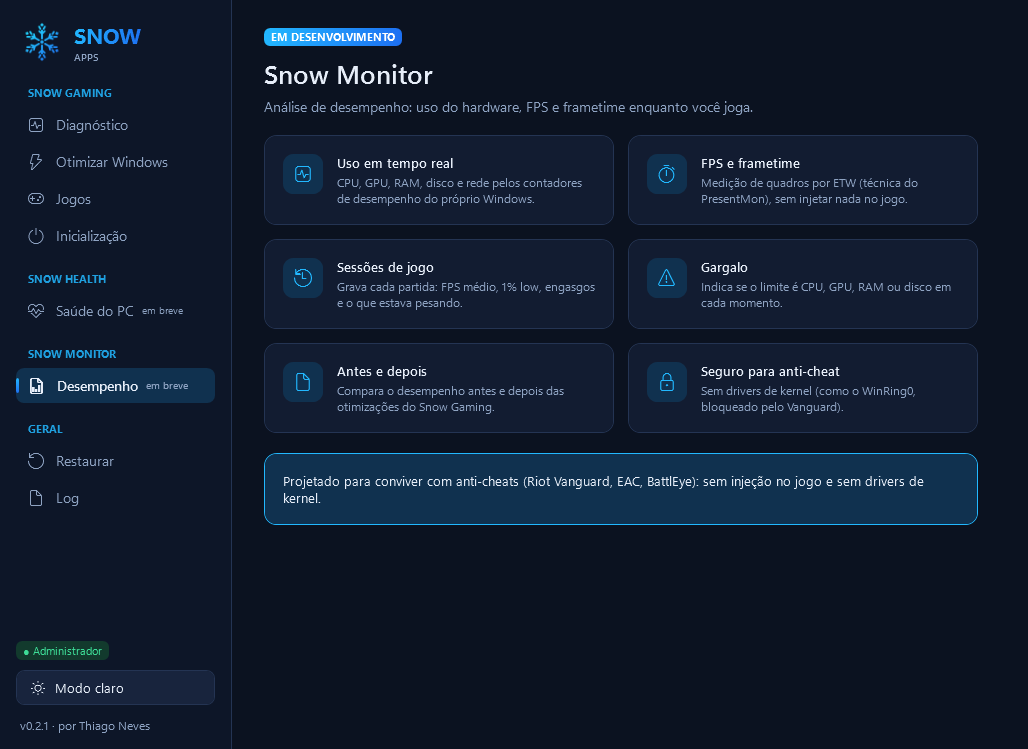 SNOW
APPS
SNOW GAMING
Diagnóstico
Otimizar Windows
Jogos
Inicialização
SNOW HEALTH
Saúde do PC em breve
SNOW MONITOR
Desempenho em breve
GERAL
Restaurar
Log
● Administrador
Modo claro
v0.2.1 · por Thiago Neves
EM DESENVOLVIMENTO
Snow Monitor
Análise de desempenho: uso do hardware, FPS e frametime enquanto você joga.
Uso em tempo real
CPU, GPU, RAM, disco e rede pelos contadores
de desempenho do próprio Windows.
FPS e frametime
Medição de quadros por ETW (técnica do
PresentMon), sem injetar nada no jogo.
Sessões de jogo
Grava cada partida: FPS médio, 1% low, engasgos
e o que estava pesando.
Gargalo
Indica se o limite é CPU, GPU, RAM ou disco em
cada momento.
Antes e depois
Compara o desempenho antes e depois das
otimizações do Snow Gaming.
Seguro para anti-cheat
Sem drivers de kernel (como o WinRing0,
bloqueado pelo Vanguard).
Projetado para conviver com anti-cheats (Riot Vanguard, EAC, BattlEye): sem injeção no jogo e sem drivers de
kernel.